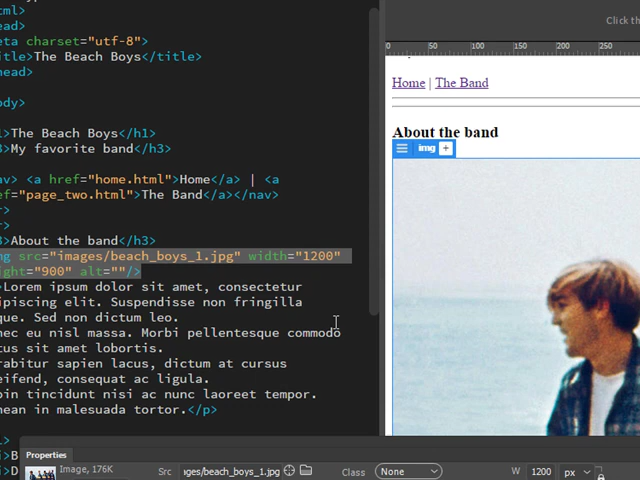 tml>
ead>
eta charset="utf-8">
itle>The Beach Boys</title>
head>
ody>
1>The Beach Boys</h1>
3>My favorite band</h3>
av> <a href="home.html">Home</a> | <a
ef="page_two.html">The Band</a></nav>
r>
r>
3>About the band</h3>
mg src="images/beach_boys_1.jpg" width="1200"
ight="900" alt=""/>
>Lorem ipsum dolor sit amet, consectetur
ipiscing elit. Suspendisse non fringilla
que. Sed non dictum leo.
nec eu nisl massa. Morbi pellentesque commodo
tus sit amet lobortis.
rabitur sapien lacus, dictum at cursus
eifend, consequat ac ligula.
oin tincidunt nisi ac nunc laoreet tempor.
nean in malesuada tortor.</p>
l>
i>B
i>D
Click th
0 50 100 150 200 250
Home | The Band
About the band
img +
Properties
Image, 176K
Src
ıges/beach_boys_1.jpg
Class
None
W
1200
px